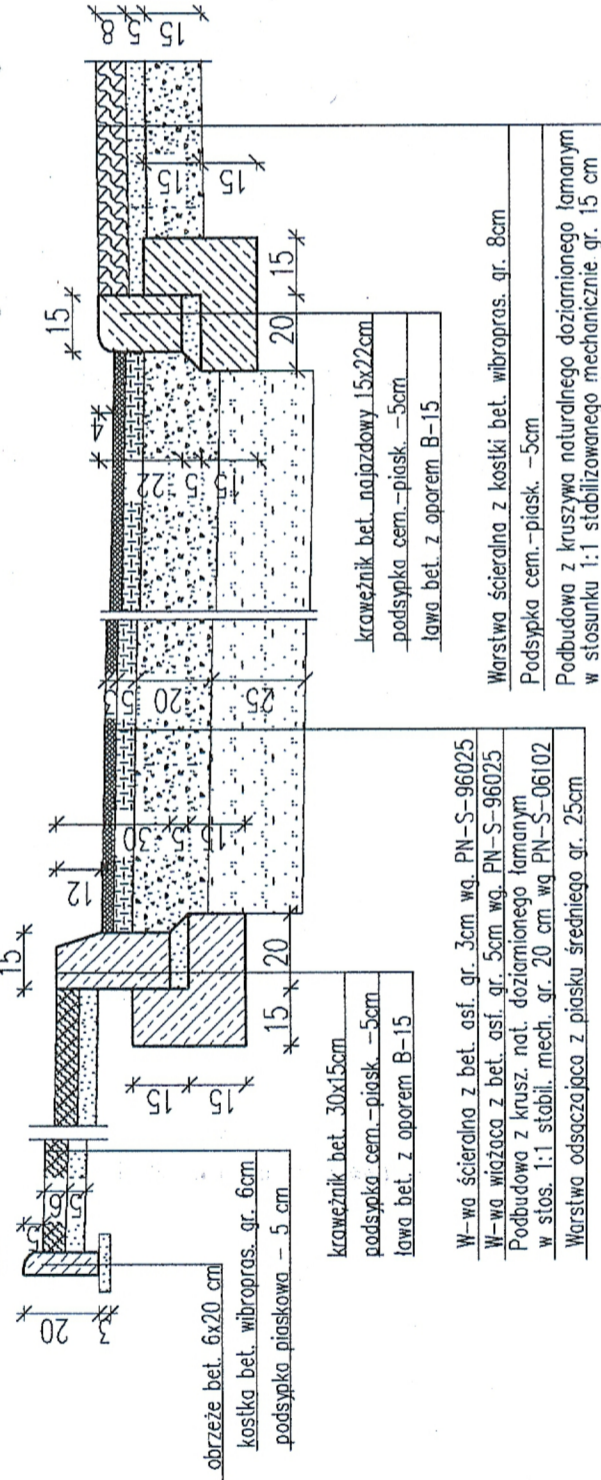 obrzeże bet. 6x20 cm
kostka bet. wibropras. gr. 6cm
podsypka piaskowa - 5 cm
krawężnik bet. 30x15cm
podsypka cem.-piask. -5cm
ława bet. z oporem B-15
W-wa ścieralna z bet. asf. gr. 3cm wg. PN-S-96025
W-wa wiążaca z bet. asf. gr. 5cm wg. PN-S-96025
Podbudowa z krusz. nat. doziarnionego łamanym
w stos. 1:1 stabil. mech. gr. 20 cm wg PN-S-06102
Warstwa odsączająca z piasku średniego gr. 25cm
krawężnik bet. najazdowy 15x22cm
podsypka cem.-piask. -5cm
ława bet. z oporem B-15
Warstwa ścieralna z kostki bet. wibropras. gr. 8cm
Podsypka cem.-piask. -5cm
Podbudowa z kruszywa naturalnego doziarnionego łamanym
w stosunku 1:1 stabilizowanego mechanicznie gr. 15 cm
20
3
5
6
5
15
12
15
15
30
5
15
15
20
3
5
20
25
15
4
22
5
15
20
15
15
15
8
5
15